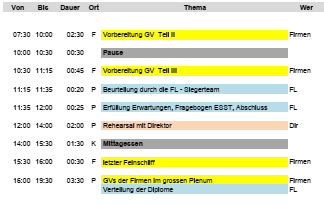 Von Bis Dauer Ort Thema Wer
07:30 10:00 02:30 F Vorbereitung GV Teil II Firmen
10:00 10:30 00:30 Pause
10:30 11:15 00:45 F Vorbereitung GV Teil III Firmen
11:15 11:35 00:20 P Beurteilung durch die FL - Siegerteam FL
11:35 12:00 00:25 P Erfüllung Erwartungen, Fragebogen ESST, Abschluss FL
12:00 14:00 02:00 P Rehearsal mit Direktor Dir
14:00 15:30 01:30 K Mittagessen
15:30 16:00 00:30 F letzter Feinschliff Firmen
16:00 19:30 03:30 P GVs der Firmen im grossen Plenum Firmen
Verteilung der Diplome FL